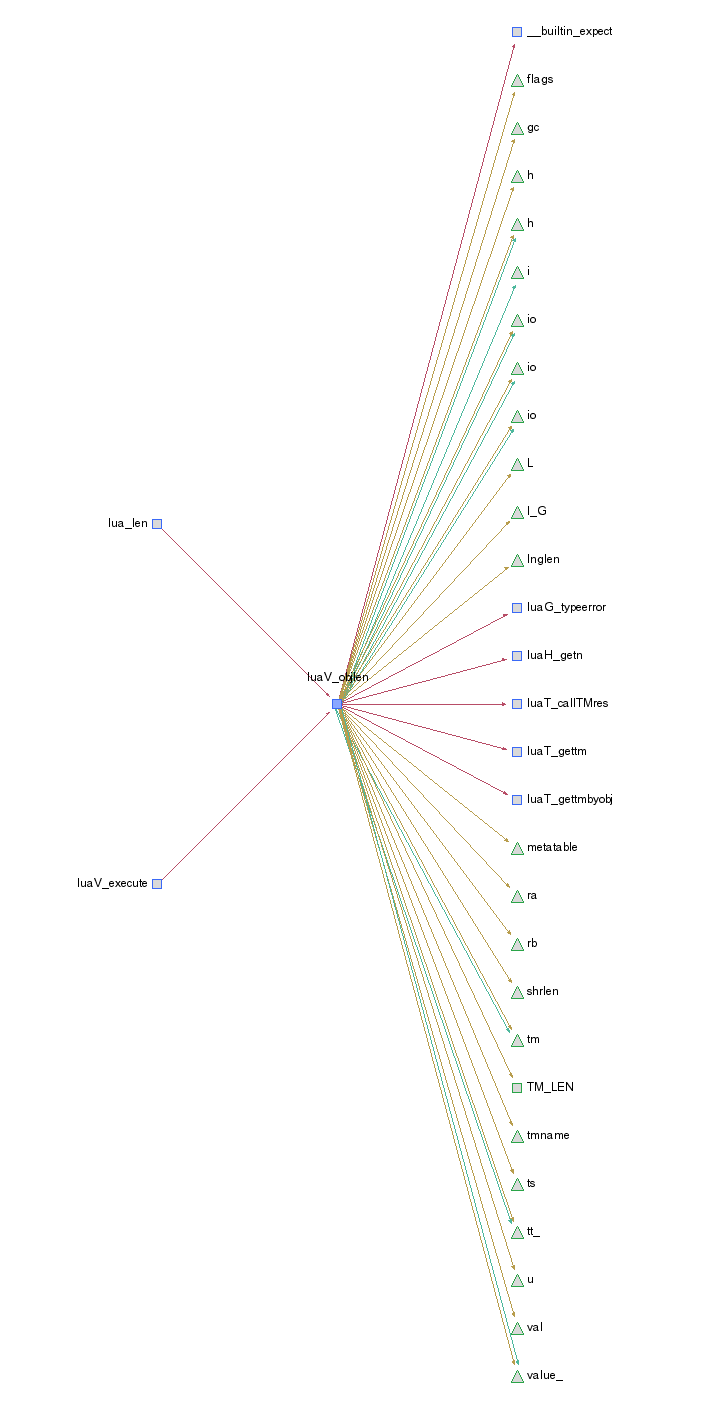 __builtin_expect
flags
gc
h
h
i
io
io
io
L
l_G
lnglen
luaG_typeerror
luaH_getn
luaT_callTMres
luaT_gettm
luaT_gettmbyobj
metatable
ra
rb
shrlen
tm
TM_LEN
tmname
ts
tt_
u
val
value_
lua_len
luaV_objlen
luaV_execute